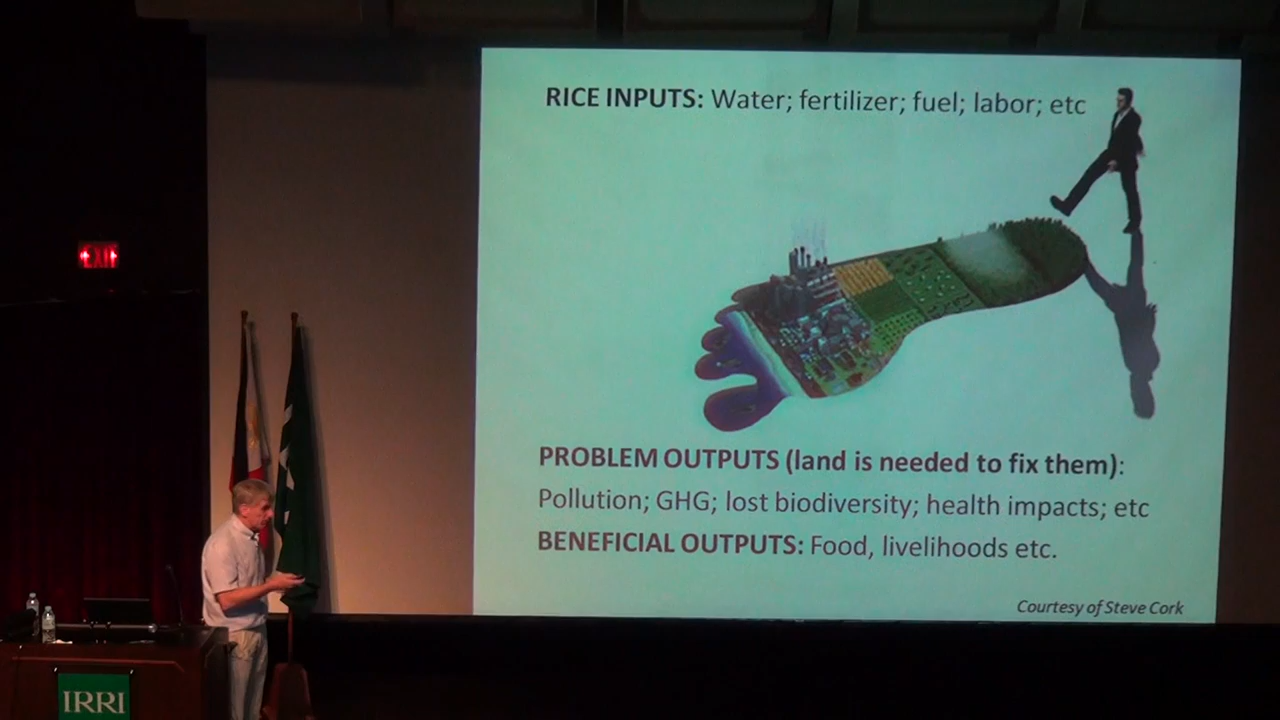 RICE INPUTS: Water; fertilizer; fuel; labor; etc
EXIT
PROBLEM OUTPUTS (land is needed to fix them):
Pollution; GHG; lost biodiversity; health impacts; etc
BENEFICIAL OUTPUTS: Food, livelihoods etc.
Courtesy of Steve Cork
IRRI